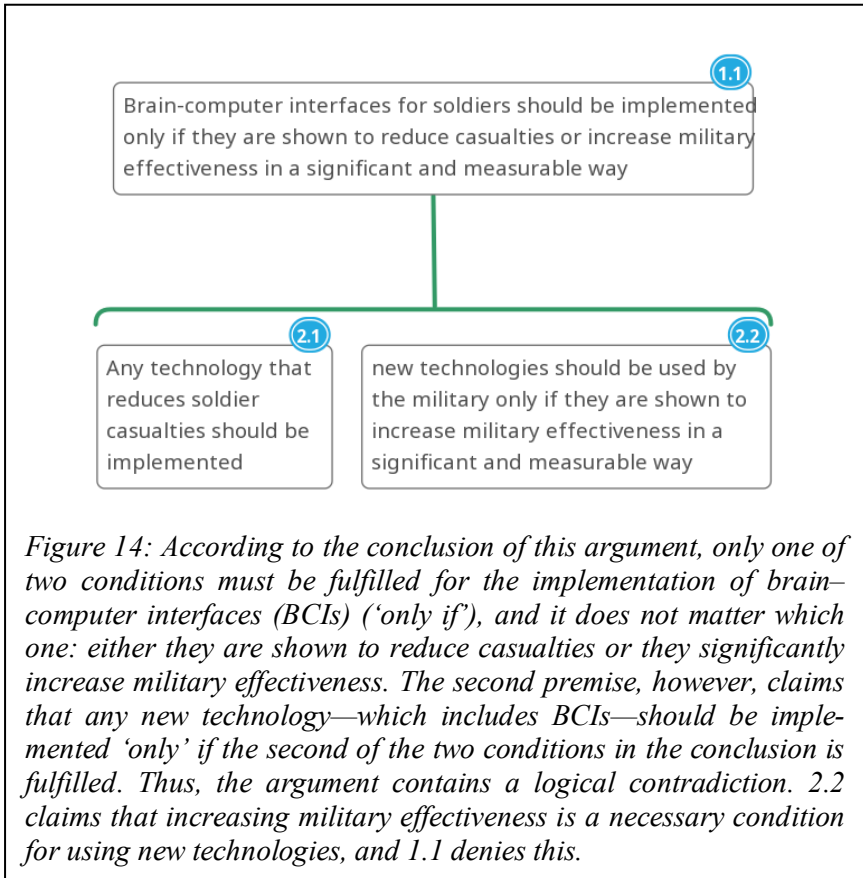 1.1
Brain-computer interfaces for soldiers should be implemented
only if they are shown to reduce casualties or increase military
effectiveness in a significant and measurable way
2.1
Any technology that
reduces soldier
casualties should be
implemented
2.2
new technologies should be used by
the military only if they are shown to
increase military effectiveness in a
significant and measurable way
Figure 14: According to the conclusion of this argument, only one of
two conditions must be fulfilled for the implementation of brain–
computer interfaces (BCIs) (‘only if’), and it does not matter which
one: either they are shown to reduce casualties or they significantly
increase military effectiveness. The second premise, however, claims
that any new technology—which includes BCIs—should be imple-
mented ‘only’ if the second of the two conditions in the conclusion is
fulfilled. Thus, the argument contains a logical contradiction. 2.2
claims that increasing military effectiveness is a necessary condition
for using new technologies, and 1.1 denies this.